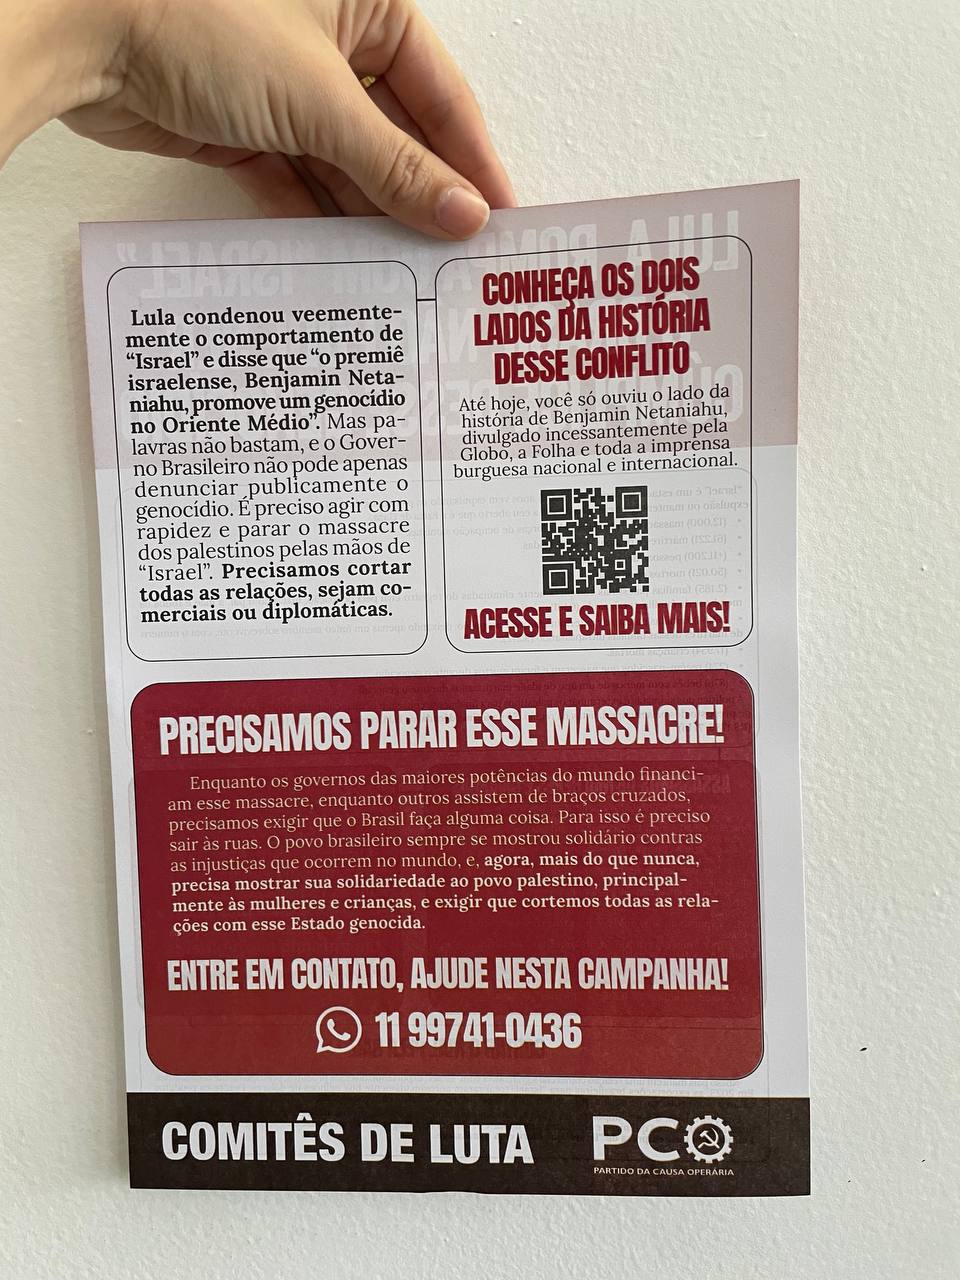 Lula condenou veemente-
mente o comportamento de
“Israel” e disse que “o premiê
israelense, Benjamin Neta-
niahu, promove um genocídio
no Oriente Médio”. Mas pa-
lavras não bastam, e o Gover-
no Brasileiro não pode apenas
denunciar publicamente o
genocídio. É preciso agir com
rapidez e parar o massacre
dos palestinos pelas mãos de
“Israel”. Precisamos cortar
todas as relações, sejam co-
merciais ou diplomáticas.
CONHEÇA OS DOIS
LADOS DA HISTÓRIA
DESSE CONFLITO
Até hoje, você só ouviu o lado da
história de Benjamin Netaniahu,
divulgado incessantemente pela
Globo, a Folha e toda a imprensa
burguesa nacional e internacional.
ACESSE E SAIBA MAIS!
PRECISAMOS PARAR ESSE MASSACRE!
Enquanto os governos das maiores potências do mundo financi-
am esse massacre, enquanto outros assistem de braços cruzados,
precisamos exigir que o Brasil faça alguma coisa. Para isso é preciso
sair às ruas. O povo brasileiro sempre se mostrou solidário contras
as injustiças que ocorrem no mundo, e, agora, mais do que nunca,
precisa mostrar sua solidariedade ao povo palestino, principal-
mente às mulheres e crianças, e exigir que cortemos todas as rela-
ções com esse Estado genocida.
ENTRE EM CONTATO, AJUDE NESTA CAMPANHA!
11 99741-0436
COMITÊS DE LUTA
PCO
PARTIDO DA CAUSA OPERÁRIA